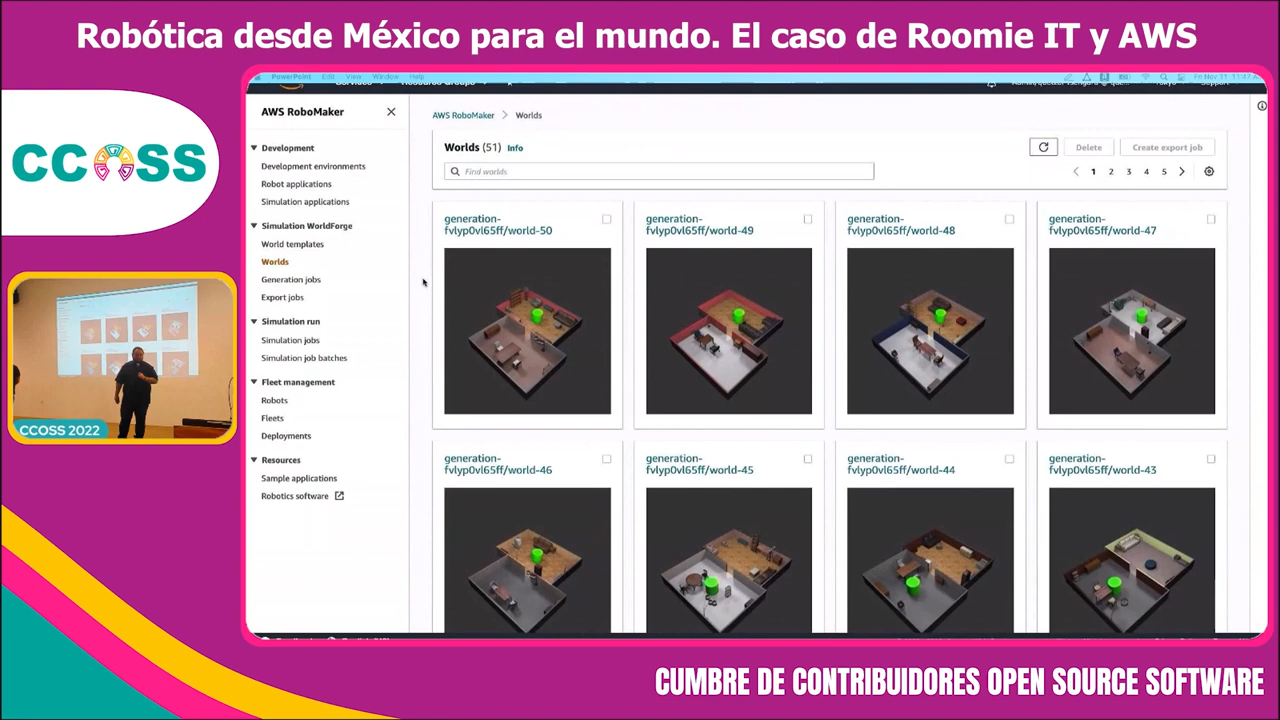 Robótica desde México para el mundo. El caso de Roomie IT y AWS
CCOSS
CCOSS 2022
PowerPoint Edit View Window Help
AWS RoboMaker
Development
Development environments
Robot applications
Simulation applications
Simulation WorldForge
World templates
Worlds
Generation jobs
Export jobs
Simulation run
Simulation jobs
Simulation job batches
Fleet management
Robots
Fleets
Deployments
Resources
Sample applications
Robotics software
AWS RoboMaker > Worlds
Worlds (51) Info
Delete
Create export job
Find worlds
1 2 3 4 5
generation-
fvlyp0vl65ff/world-50
generation-
fvlyp0vl65ff/world-49
generation-
fvlyp0vl65ff/world-48
generation-
fvlyp0vl65ff/world-47
generation-
fvlyp0vl65ff/world-46
generation-
fvlyp0vl65ff/world-45
generation-
fvlyp0vl65ff/world-44
generation-
fvlyp0vl65ff/world-43
CUMBRE DE CONTRIBUIDORES OPEN SOURCE SOFTWARE